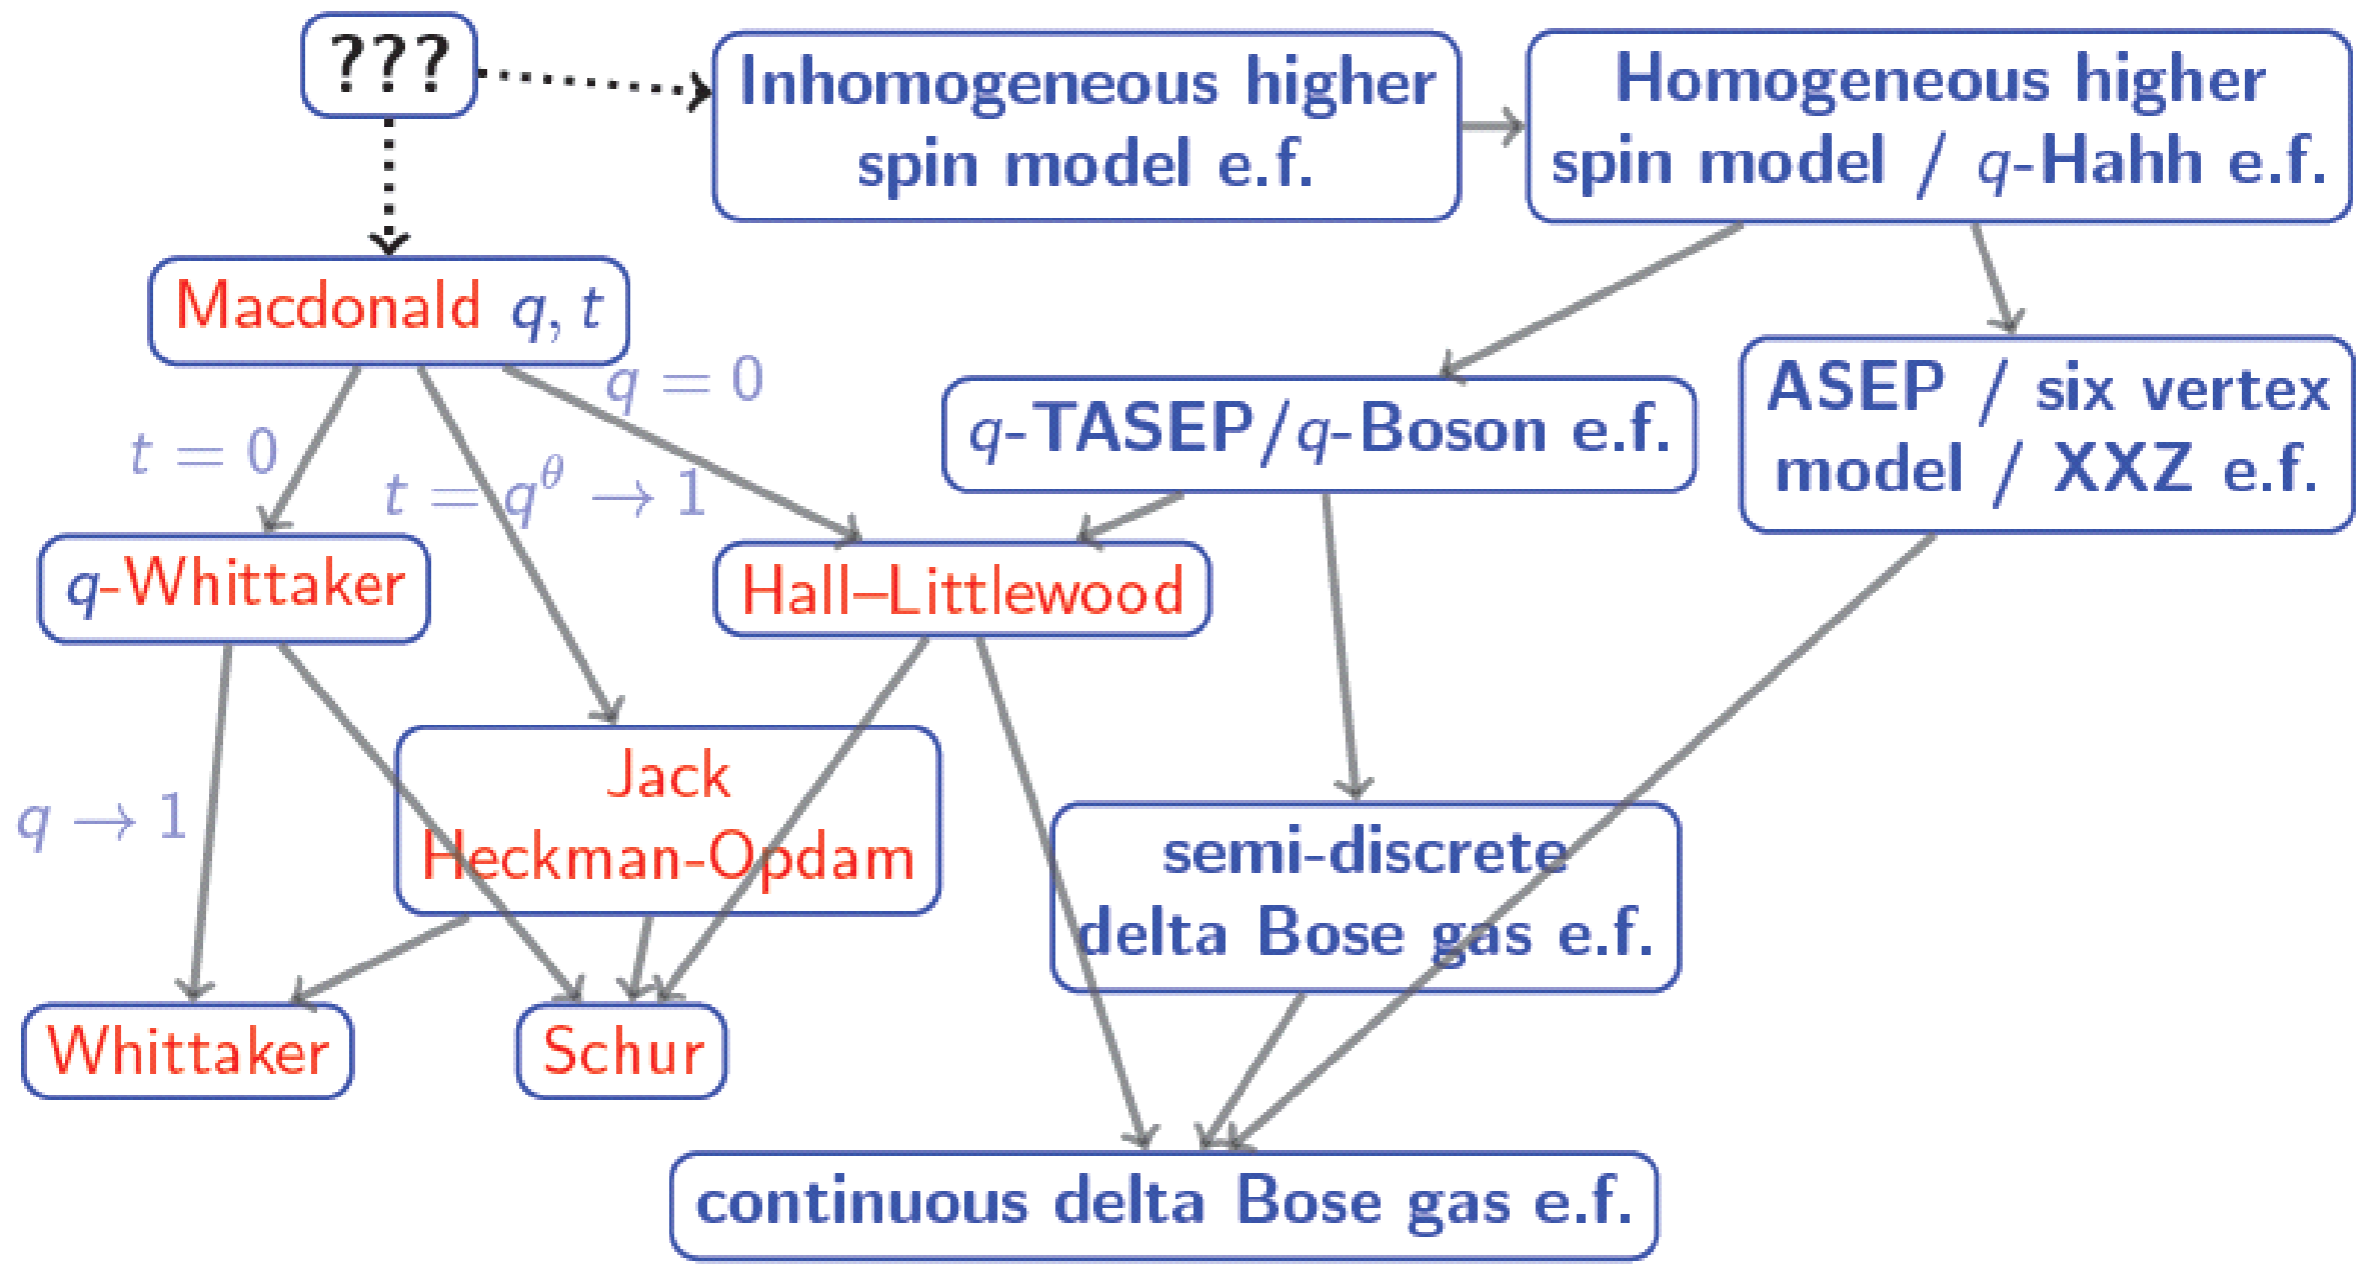 ???
Inhomogeneous higher
spin model e.f.
Homogeneous higher
spin model / q-Hahh e.f.
Macdonald q, t
q = 0
t = 0
t = q^θ → 1
q-TASEP/q-Boson e.f.
ASEP / six vertex
model / XXZ e.f.
q-Whittaker
Hall–Littlewood
q → 1
Jack
Heckman-Opdam
semi-discrete
delta Bose gas e.f.
Whittaker
Schur
continuous delta Bose gas e.f.